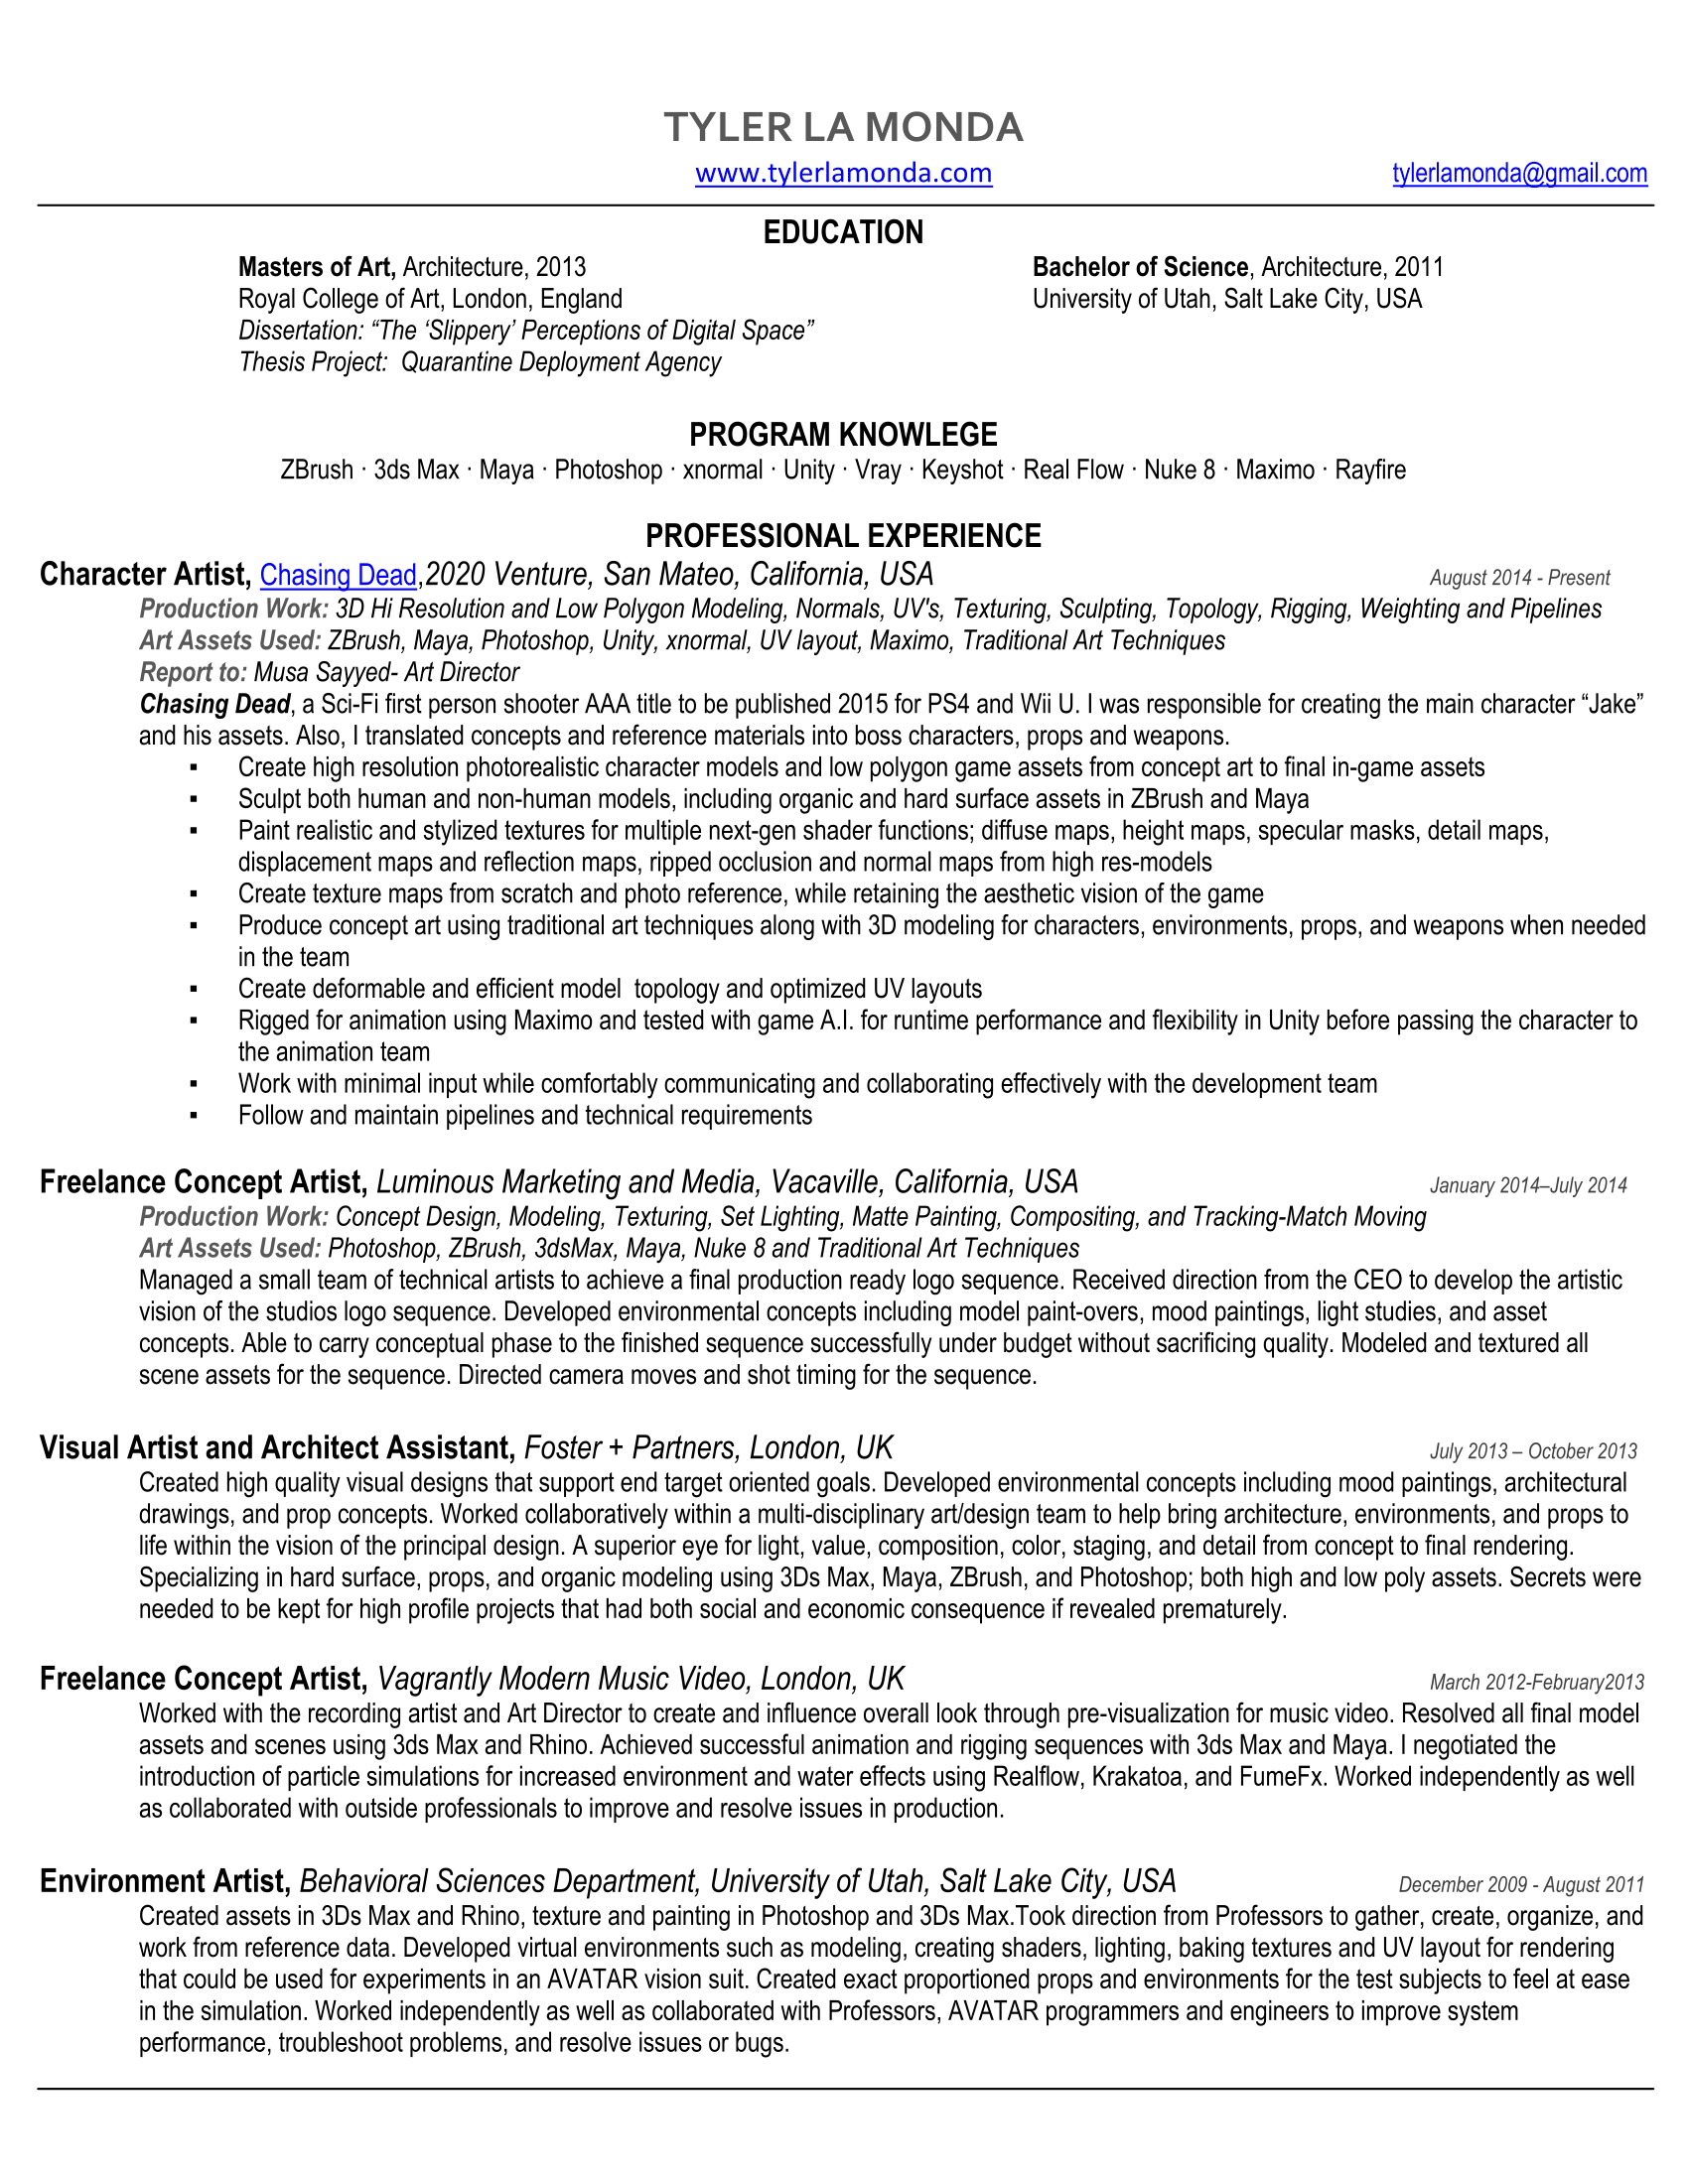 TYLER LA MONDA
www.tylerlamonda.com tylerlamonda@gmail.com
EDUCATION
Masters of Art, Architecture, 2013 Bachelor of Science, Architecture, 2011
Royal College of Art, London, England University of Utah, Salt Lake City, USA
Dissertation: “The ‘Slippery’ Perceptions of Digital Space”
Thesis Project:  Quarantine Deployment Agency
PROGRAM KNOWLEGE
ZBrush · 3ds Max · Maya · Photoshop · xnormal · Unity · Vray · Keyshot · Real Flow · Nuke 8 · Maximo · Rayfire
PROFESSIONAL EXPERIENCE
Character Artist, Chasing Dead,2020 Venture, San Mateo, California, USA August 2014 - Present
Production Work: 3D Hi Resolution and Low Polygon Modeling, Normals, UV's, Texturing, Sculpting, Topology, Rigging, Weighting and Pipelines
Art Assets Used: ZBrush, Maya, Photoshop, Unity, xnormal, UV layout, Maximo, Traditional Art Techniques
Report to: Musa Sayyed- Art Director
Chasing Dead, a Sci-Fi first person shooter AAA title to be published 2015 for PS4 and Wii U. I was responsible for creating the main character “Jake”
and his assets. Also, I translated concepts and reference materials into boss characters, props and weapons.
▪ Create high resolution photorealistic character models and low polygon game assets from concept art to final in-game assets
▪ Sculpt both human and non-human models, including organic and hard surface assets in ZBrush and Maya
▪ Paint realistic and stylized textures for multiple next-gen shader functions; diffuse maps, height maps, specular masks, detail maps,
displacement maps and reflection maps, ripped occlusion and normal maps from high res-models
▪ Create texture maps from scratch and photo reference, while retaining the aesthetic vision of the game
▪ Produce concept art using traditional art techniques along with 3D modeling for characters, environments, props, and weapons when needed
in the team
▪ Create deformable and efficient model  topology and optimized UV layouts
▪ Rigged for animation using Maximo and tested with game A.I. for runtime performance and flexibility in Unity before passing the character to
the animation team
▪ Work with minimal input while comfortably communicating and collaborating effectively with the development team
▪ Follow and maintain pipelines and technical requirements
Freelance Concept Artist, Luminous Marketing and Media, Vacaville, California, USA January 2014–July 2014
Production Work: Concept Design, Modeling, Texturing, Set Lighting, Matte Painting, Compositing, and Tracking-Match Moving
Art Assets Used: Photoshop, ZBrush, 3dsMax, Maya, Nuke 8 and Traditional Art Techniques
Managed a small team of technical artists to achieve a final production ready logo sequence. Received direction from the CEO to develop the artistic
vision of the studios logo sequence. Developed environmental concepts including model paint-overs, mood paintings, light studies, and asset
concepts. Able to carry conceptual phase to the finished sequence successfully under budget without sacrificing quality. Modeled and textured all
scene assets for the sequence. Directed camera moves and shot timing for the sequence.
Visual Artist and Architect Assistant, Foster + Partners, London, UK July 2013 – October 2013
Created high quality visual designs that support end target oriented goals. Developed environmental concepts including mood paintings, architectural
drawings, and prop concepts. Worked collaboratively within a multi-disciplinary art/design team to help bring architecture, environments, and props to
life within the vision of the principal design. A superior eye for light, value, composition, color, staging, and detail from concept to final rendering.
Specializing in hard surface, props, and organic modeling using 3Ds Max, Maya, ZBrush, and Photoshop; both high and low poly assets. Secrets were
needed to be kept for high profile projects that had both social and economic consequence if revealed prematurely.
Freelance Concept Artist, Vagrantly Modern Music Video, London, UK March 2012-February2013
Worked with the recording artist and Art Director to create and influence overall look through pre-visualization for music video. Resolved all final model
assets and scenes using 3ds Max and Rhino. Achieved successful animation and rigging sequences with 3ds Max and Maya. I negotiated the
introduction of particle simulations for increased environment and water effects using Realflow, Krakatoa, and FumeFx. Worked independently as well
as collaborated with outside professionals to improve and resolve issues in production.
Environment Artist, Behavioral Sciences Department, University of Utah, Salt Lake City, USA December 2009 - August 2011
Created assets in 3Ds Max and Rhino, texture and painting in Photoshop and 3Ds Max.Took direction from Professors to gather, create, organize, and
work from reference data. Developed virtual environments such as modeling, creating shaders, lighting, baking textures and UV layout for rendering
that could be used for experiments in an AVATAR vision suit. Created exact proportioned props and environments for the test subjects to feel at ease
in the simulation. Worked independently as well as collaborated with Professors, AVATAR programmers and engineers to improve system
performance, troubleshoot problems, and resolve issues or bugs.